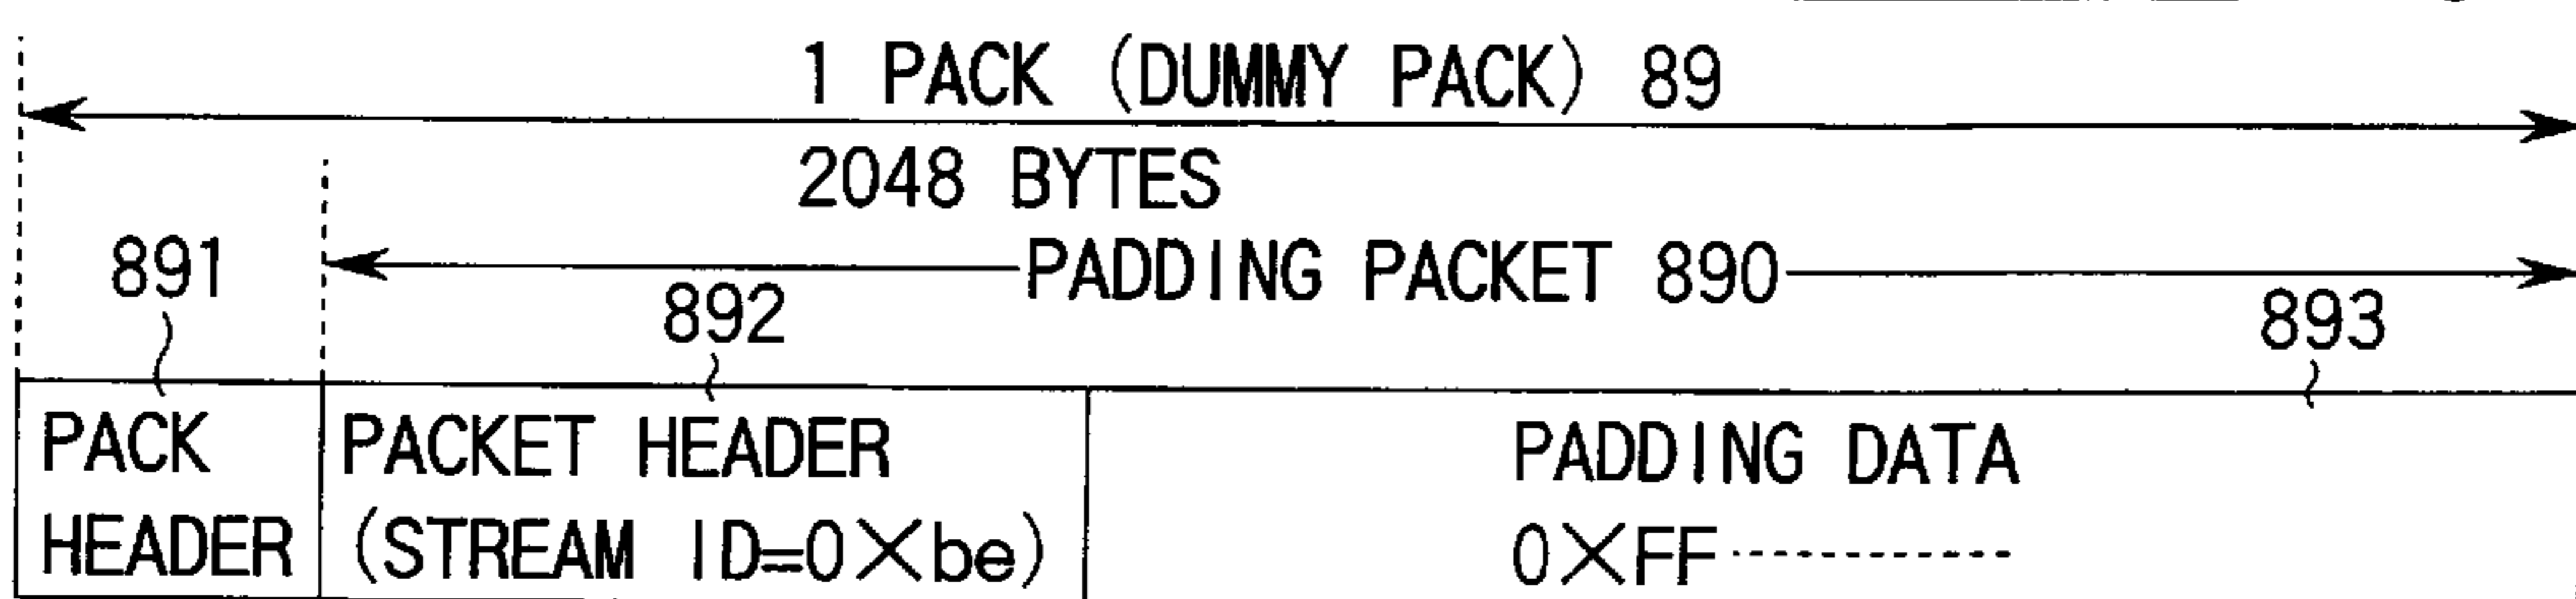 1 PACK (DUMMY PACK) 89
2048 BYTES
891
PADDING PACKET 890
892
893
PACK HEADER
PACKET HEADER
(STREAM ID=0×be)
PADDING DATA
0×FF----------